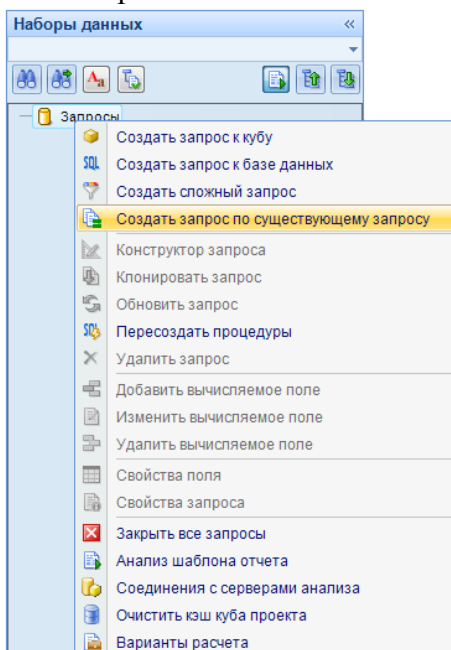 Наборы данных
Запросы
Создать запрос к кубу
SQL Создать запрос к базе данных
Создать сложный запрос
Создать запрос по существующему запросу
Конструктор запроса
Клонировать запрос
Обновить запрос
SQL Пересоздать процедуры
Удалить запрос
Добавить вычисляемое поле
Изменить вычисляемое поле
Удалить вычисляемое поле
Свойства поля
Свойства запроса
Закрыть все запросы
Анализ шаблона отчета
Соединения с серверами анализа
Очистить кэш куба проекта
Варианты расчета